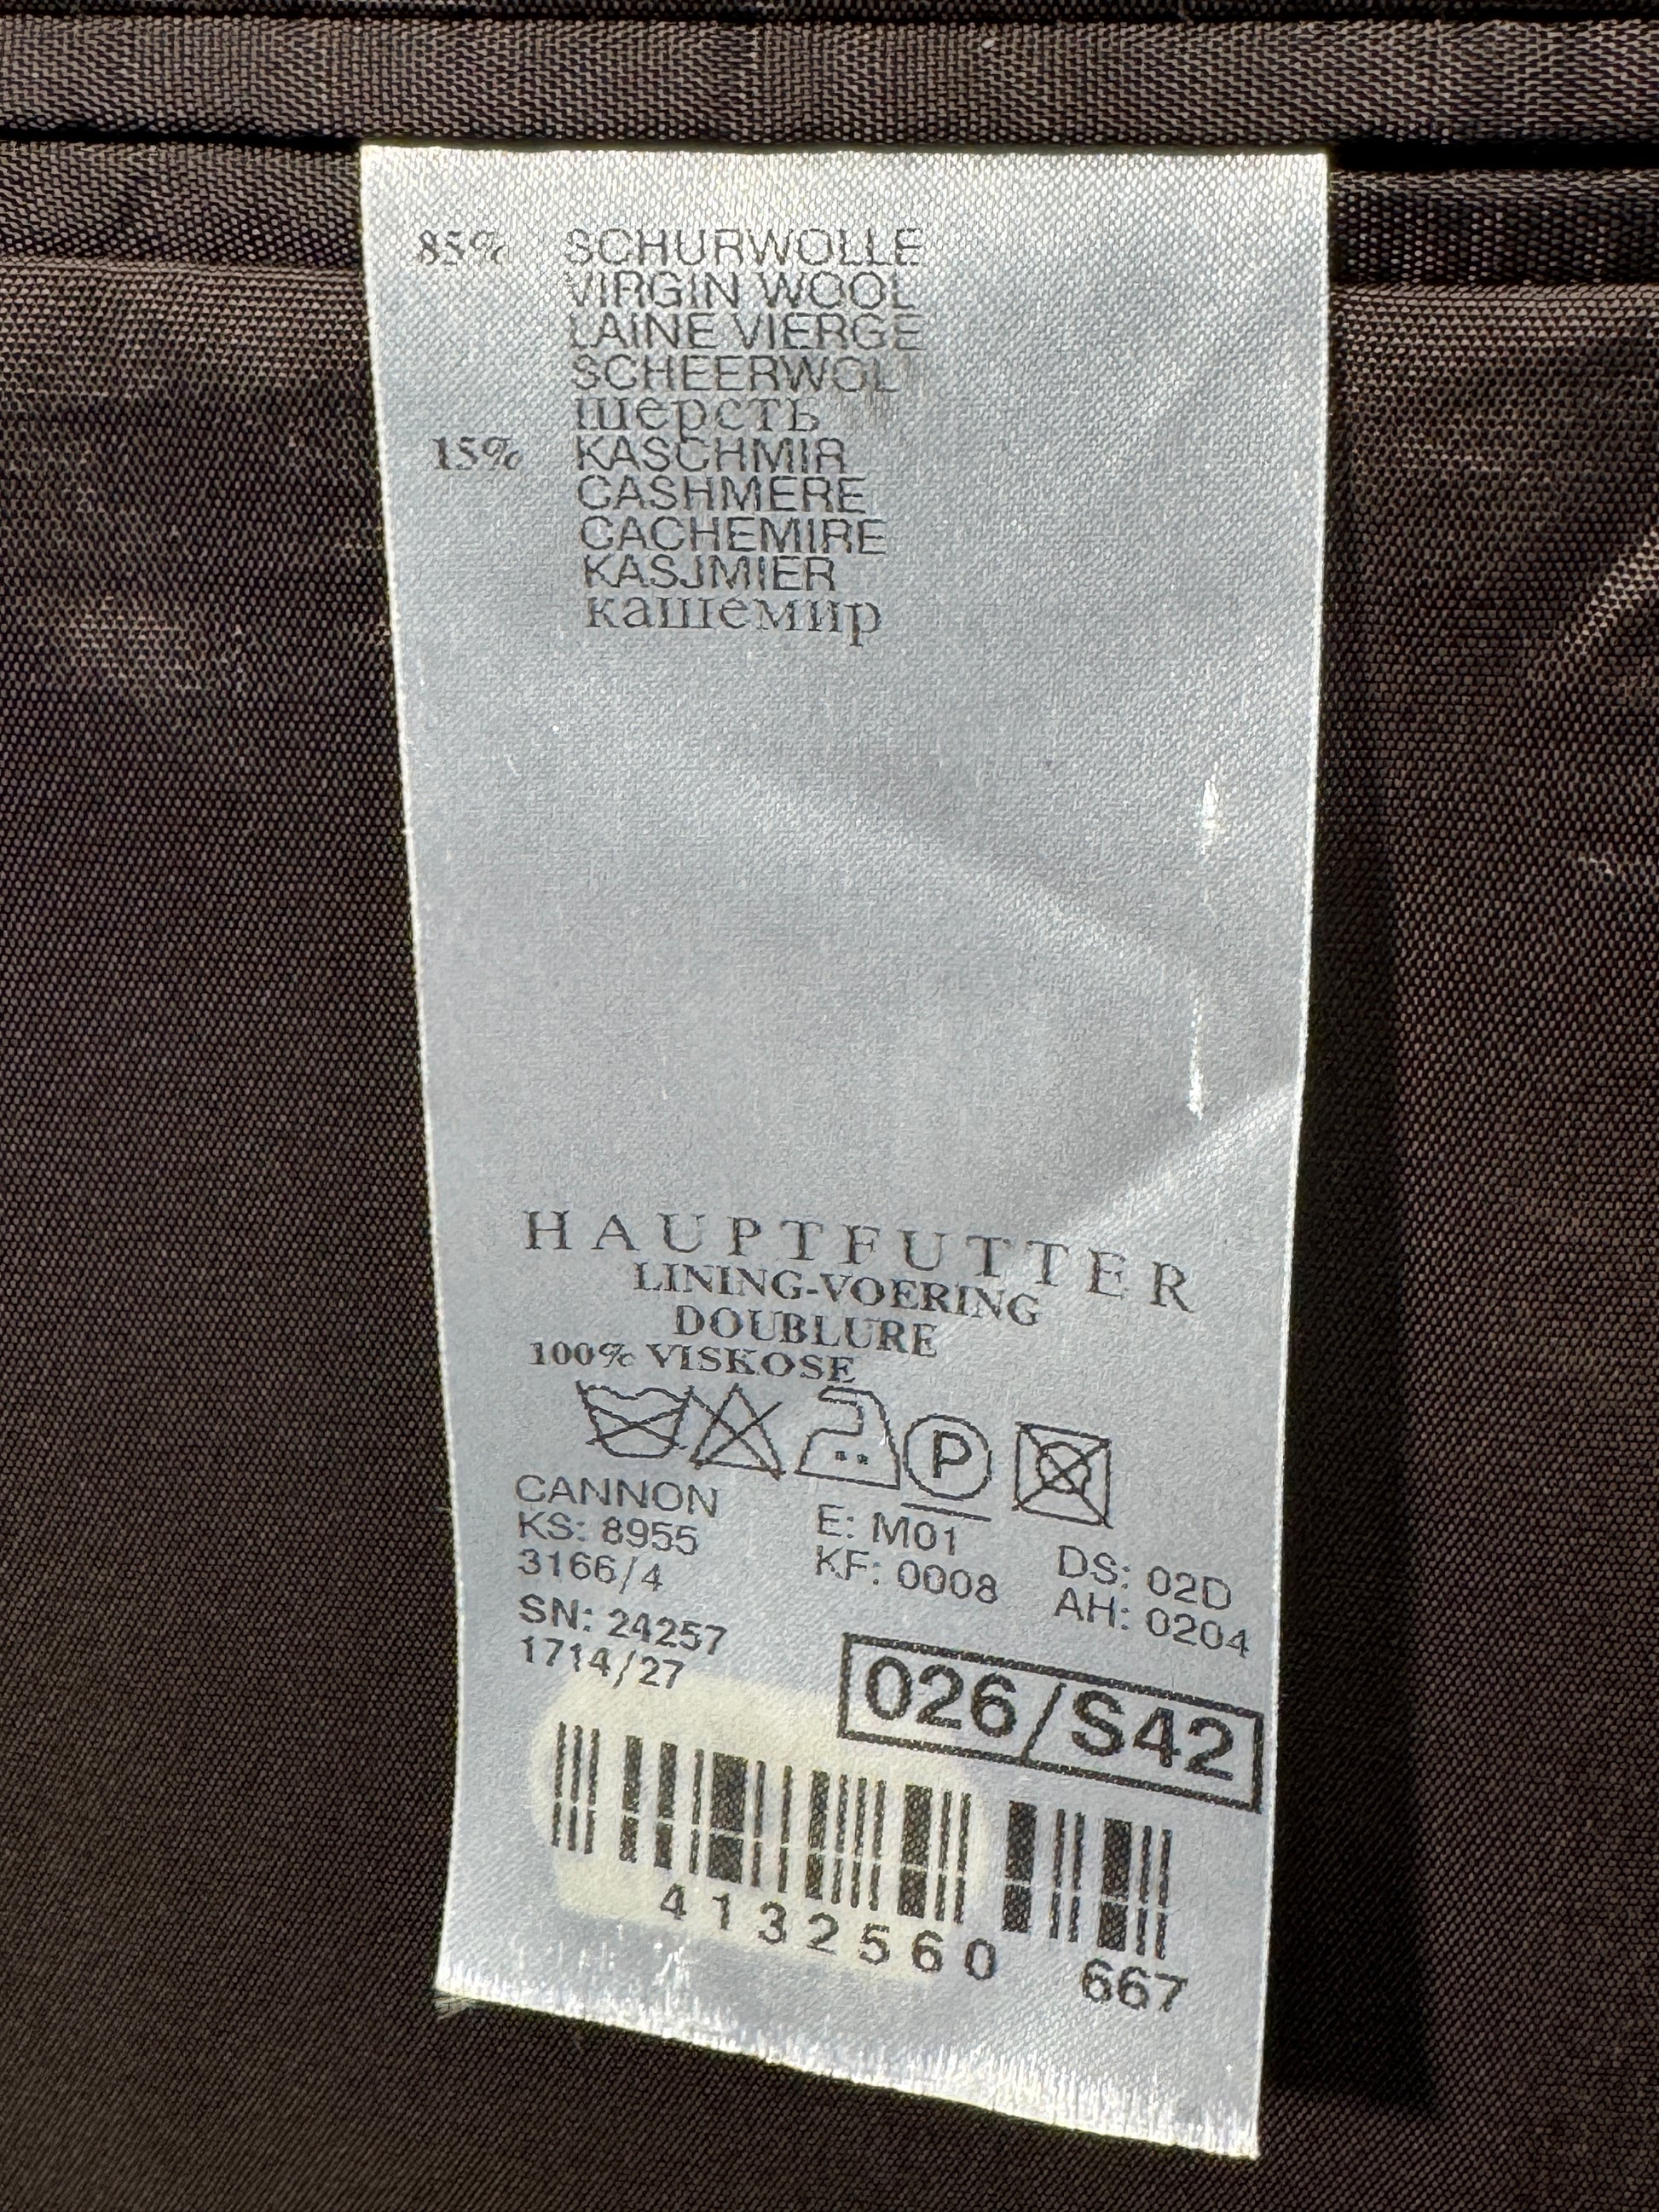 85% SCHURWOLLE
VIRGIN WOOL
LAINE VIERGE
SCHEERWOL
шерсть
15% KASCHMIR
CASHMERE
CACHEMIRE
KASJMIER
кашемир
HAUPTFUTTER
LINING-VOERING
DOUBLURE
100% VISKOSE
P
CANNON
KS: 8955 E: M01 DS: 02D
3166/4 KF: 0008 AH: 0204
SN: 24257
1714/27
026/S42
4132560 667